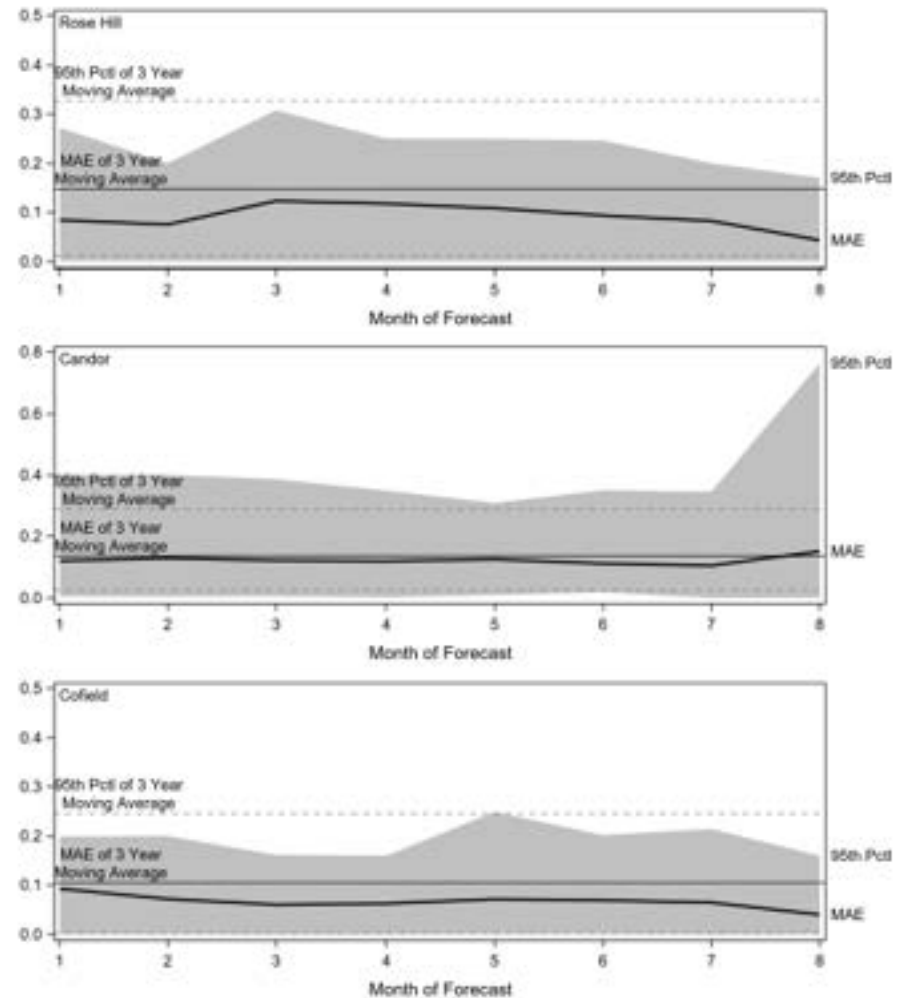 0.5
Rose Hill
0.4
95th Pctl of 3 Year
Moving Average
0.3
0.2
MAE of 3 Year
Moving Average
95th Pctl
0.1
MAE
0.0
1 2 3 4 5 6 7 8
Month of Forecast
0.8
Candor
95th Pctl
0.6
0.4
95th Pctl of 3 Year
Moving Average
0.2
MAE of 3 Year
Moving Average
MAE
0.0
1 2 3 4 5 6 7 8
Month of Forecast
0.5
Cofield
0.4
0.3
95th Pctl of 3 Year
Moving Average
0.2
MAE of 3 Year
Moving Average
95th Pctl
0.1
MAE
0.0
1 2 3 4 5 6 7 8
Month of Forecast